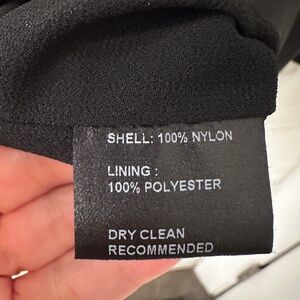 SHELL: 100% NYLON
LINING :
100% POLYESTER
DRY CLEAN
RECOMMENDED